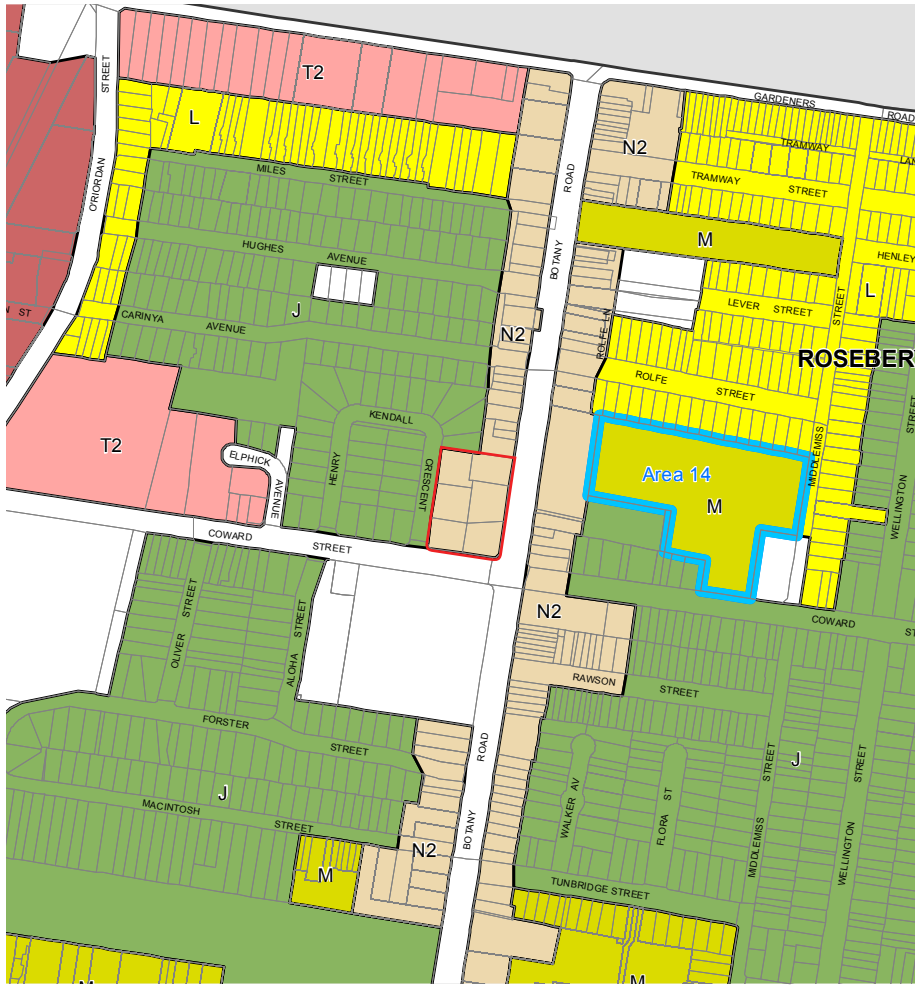 GARDENERS
ROAD
T2
STREET
L
N2
TRAMWAY
LAN
MILES
STREET
ROAD
TRAMWAY
STREET
O'RIORDAN
HUGHES
AVENUE
BOTANY
M
HENLEY
L
STREET
LEVER
STREET
N ST
CARINYA
AVENUE
J
N2
ROLFE LN
ROSEBER
ROLFE
STREET
STREET
KENDALL
T2
ELPHICK
AVENUE
HENRY
CRESCENT
Area 14
M
MIDDLEMISS
WELLINGTON
COWARD
STREET
OLIVER
STREET
ALOHA
STREET
N2
COWARD
ST
RAWSON
STREET
FORSTER
STREET
ROAD
J
STREET
STREET
J
MACINTOSH
STREET
BOTANY
WALKER AV
FLORA ST
MIDDLEMISS
WELLINGTON
N2
M
TUNBRIDGE STREET
M
M